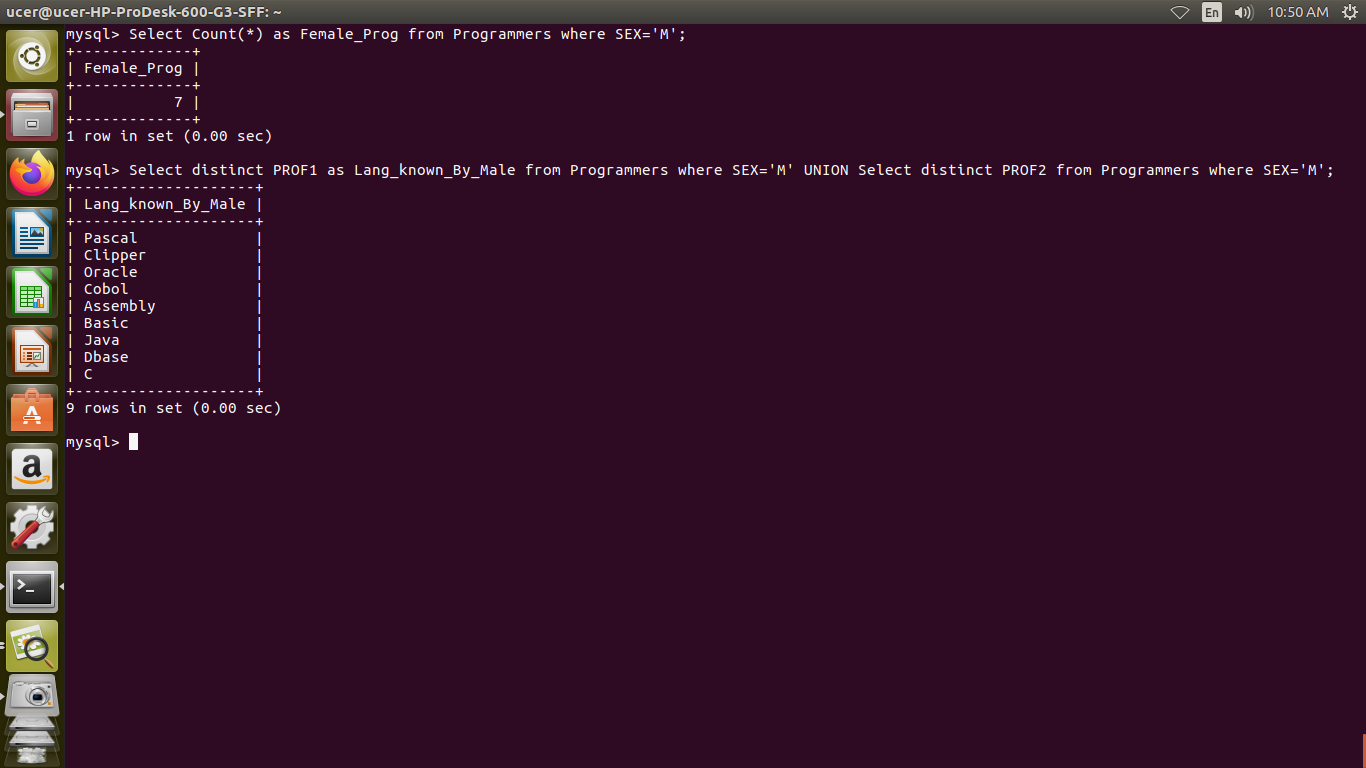 ucer@ucer-HP-ProDesk-600-G3-SFF: ~
En
10:50 AM
mysql> Select Count(*) as Female_Prog from Programmers where SEX='M';
+-------------+
| Female_Prog |
+-------------+
|           7 |
+-------------+
1 row in set (0.00 sec)
mysql> Select distinct PROF1 as Lang_known_By_Male from Programmers where SEX='M' UNION Select distinct PROF2 from Programmers where SEX='M';
+--------------------+
| Lang_known_By_Male |
+--------------------+
| Pascal             |
| Clipper            |
| Oracle             |
| Cobol              |
| Assembly           |
| Basic              |
| Java               |
| Dbase              |
| C                  |
+--------------------+
9 rows in set (0.00 sec)
mysql>